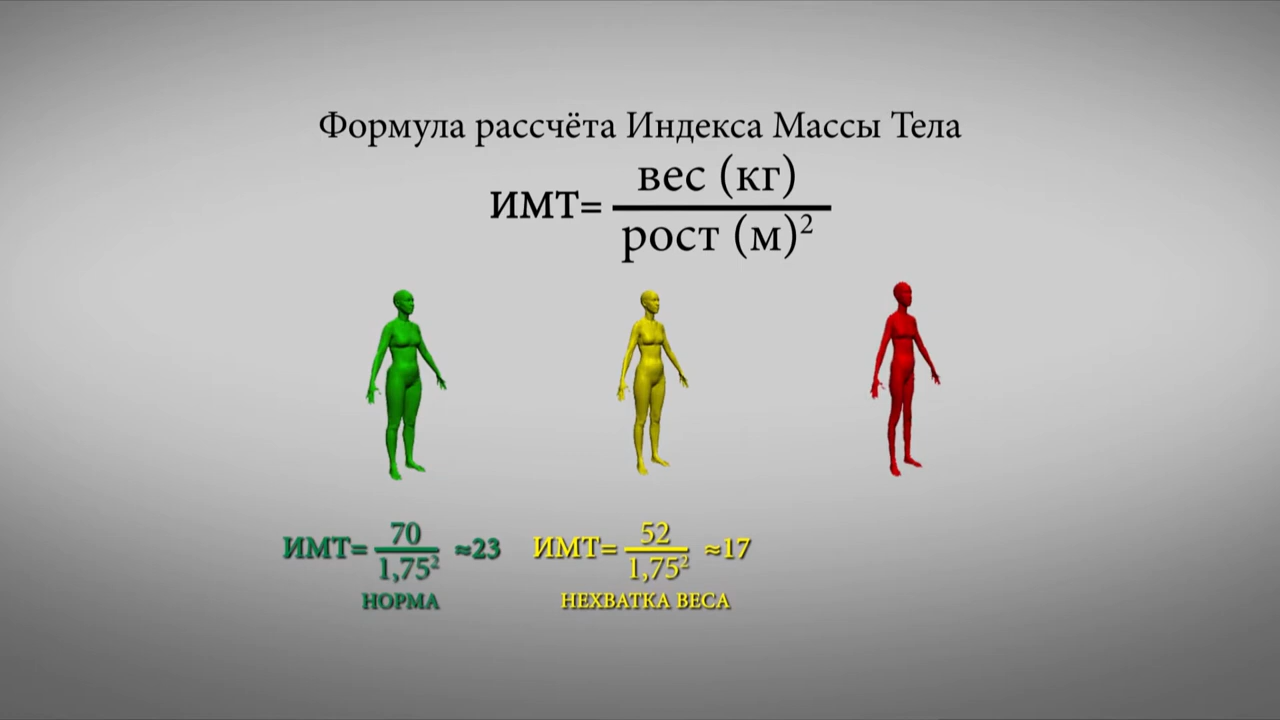 Формула рассчёта Индекса Массы Тела
ИМТ= вес (кг)
рост (м)²
ИМТ= 70 ≈23
1,75²
НОРМА
ИМТ= 52 ≈17
1,75²
НЕХВАТКА ВЕСА